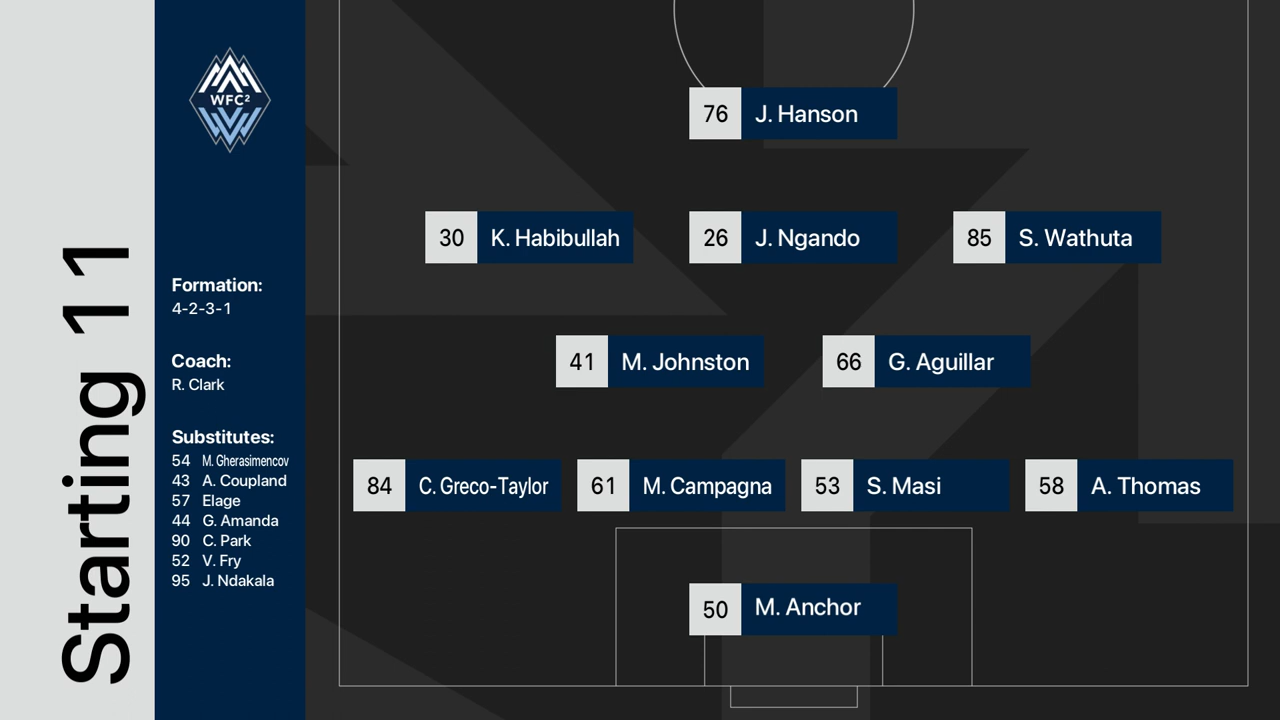 Starting 11
WFC2
Formation:
4-2-3-1
Coach:
R. Clark
Substitutes:
54 M. Gherasimencov
43 A. Coupland
57 Elage
44 G. Amanda
90 C. Park
52 V. Fry
95 J. Ndakala
76 J. Hanson
30 K. Habibullah
26 J. Ngando
85 S. Wathuta
41 M. Johnston
66 G. Aguillar
84 C. Greco-Taylor
61 M. Campagna
53 S. Masi
58 A. Thomas
50 M. Anchor